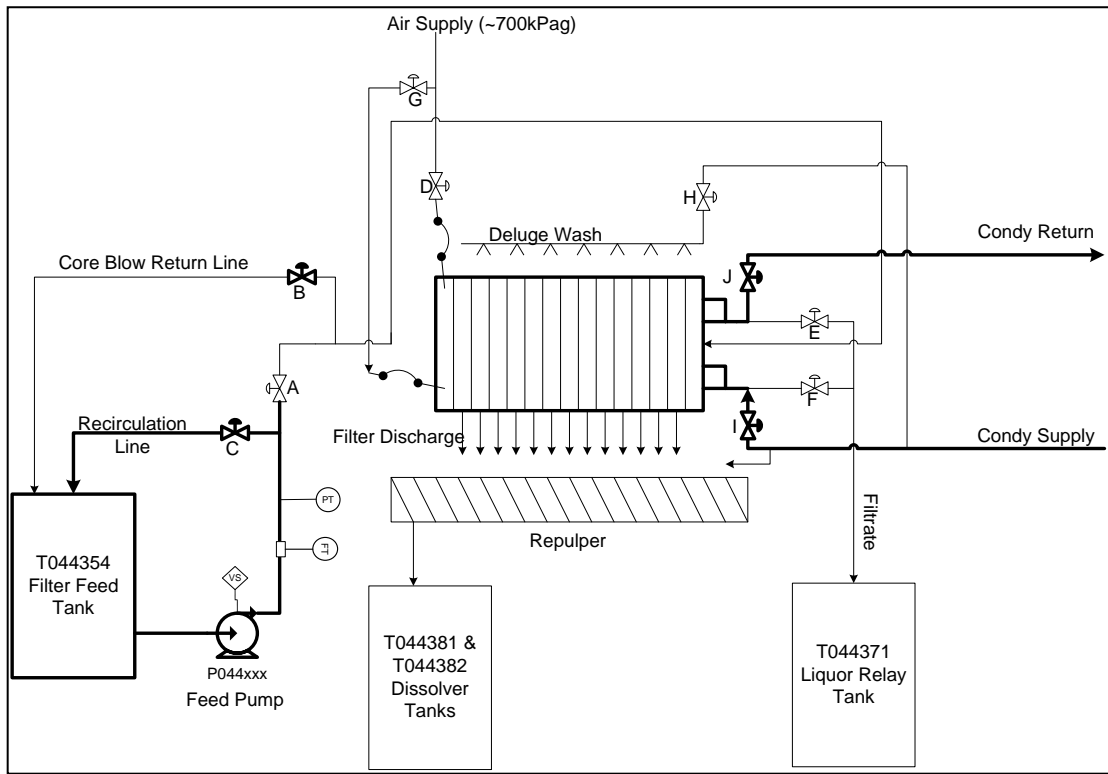 Air Supply (~700kPag)
G
D
H
Deluge Wash
Condy Return
Core Blow Return Line
B
J
E
A
Recirculation
Line
C
Filter Discharge
F
I
Condy Supply
PT
FT
Filtrate
Repulper
T044354
Filter Feed
Tank
VS
P044xxx
Feed Pump
T044381 &
T044382
Dissolver
Tanks
T044371
Liquor Relay
Tank